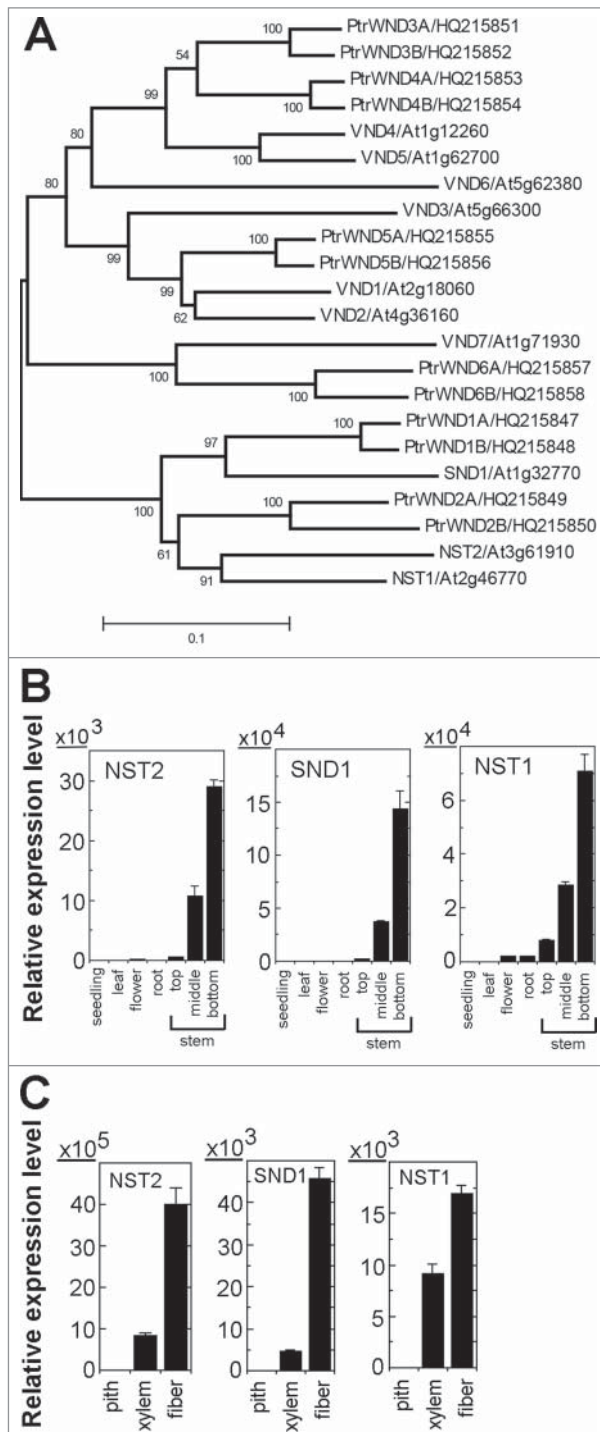 A
PtrWND3A/HQ215851
100
PtrWND3B/HQ215852
54
PtrWND4A/HQ215853
99
100
PtrWND4B/HQ215854
VND4/At1g12260
80
100
VND5/At1g62700
80
VND6/At5g62380
VND3/At5g66300
99
100
PtrWND5A/HQ215855
PtrWND5B/HQ215856
99
VND1/At2g18060
62
VND2/At4g36160
VND7/At1g71930
100
PtrWND6A/HQ215857
100
PtrWND6B/HQ215858
100
PtrWND1A/HQ215847
97
PtrWND1B/HQ215848
SND1/At1g32770
100
100
PtrWND2A/HQ215849
PtrWND2B/HQ215850
61
NST2/At3g61910
91
NST1/At2g46770
0.1
B
Relative expression level
x10³
NST2
30
20
10
0
seedling
leaf
flower
root
top
middle
bottom
stem
x10⁴
SND1
15
10
5
0
seedling
leaf
flower
root
top
middle
bottom
stem
x10⁴
NST1
8
6
4
2
0
seedling
leaf
flower
root
top
middle
bottom
stem
C
Relative expression level
x10⁵
NST2
40
30
20
10
0
pith
xylem
fiber
x10³
SND1
40
30
20
10
0
pith
xylem
fiber
x10³
NST1
15
10
5
0
pith
xylem
fiber